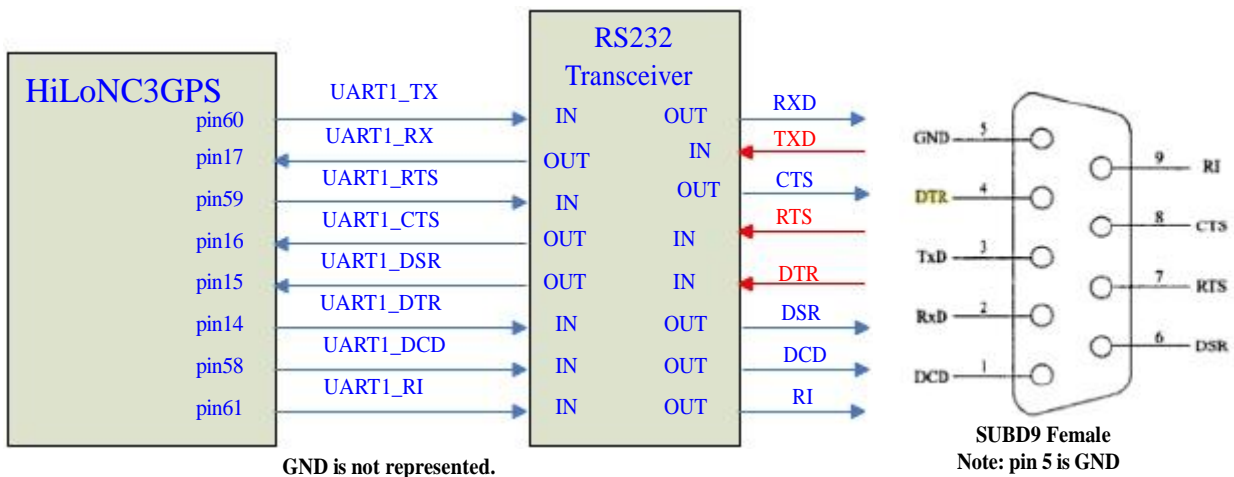 HiLoNC3GPS
pin60
pin17
pin59
pin16
pin15
pin14
pin58
pin61
UART1_TX
UART1_RX
UART1_RTS
UART1_CTS
UART1_DSR
UART1_DTR
UART1_DCD
UART1_RI
RS232
Transceiver
IN OUT
OUT IN
IN OUT
OUT IN
OUT IN
IN OUT
IN OUT
IN OUT
RXD
TXD
CTS
RTS
DTR
DSR
DCD
RI
GND 5
DTR 4
TxD 3
RxD 2
DCD 1
9 RI
8 CTS
7 RTS
6 DSR
SUBD9 Female
Note: pin 5 is GND
GND is not represented.